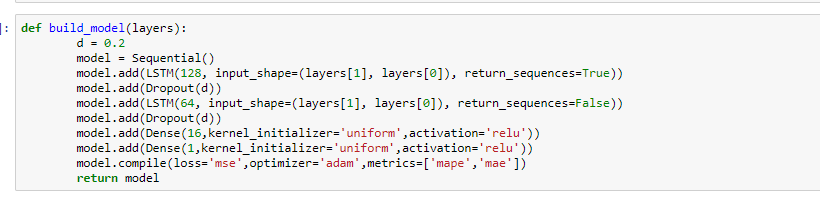 ]: def build_model(layers):
        d = 0.2
        model = Sequential()
        model.add(LSTM(128, input_shape=(layers[1], layers[0]), return_sequences=True))
        model.add(Dropout(d))
        model.add(LSTM(64, input_shape=(layers[1], layers[0]), return_sequences=False))
        model.add(Dropout(d))
        model.add(Dense(16,kernel_initializer='uniform',activation='relu'))
        model.add(Dense(1,kernel_initializer='uniform',activation='relu'))
        model.compile(loss='mse',optimizer='adam',metrics=['mape','mae'])
        return model